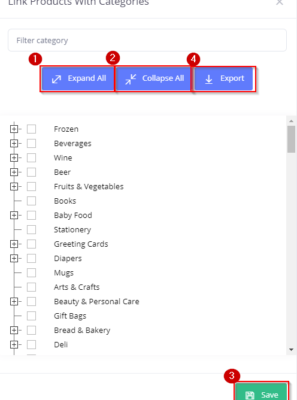 Link Products With Categories
Filter category
1 2 4
Expand All Collapse All Export
Frozen
Beverages
Wine
Beer
Fruits & Vegetables
Books
Baby Food
Stationery
Greeting Cards
Diapers
Mugs
Arts & Crafts
Beauty & Personal Care
Gift Bags
Bread & Bakery
Deli
3
Save